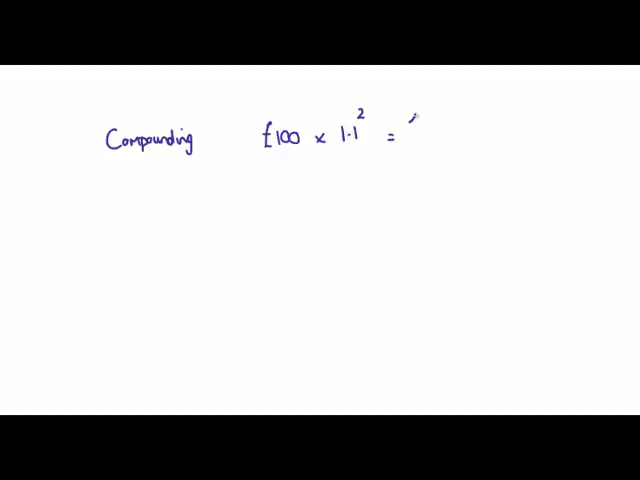 Compounding £100 × 1.1² =